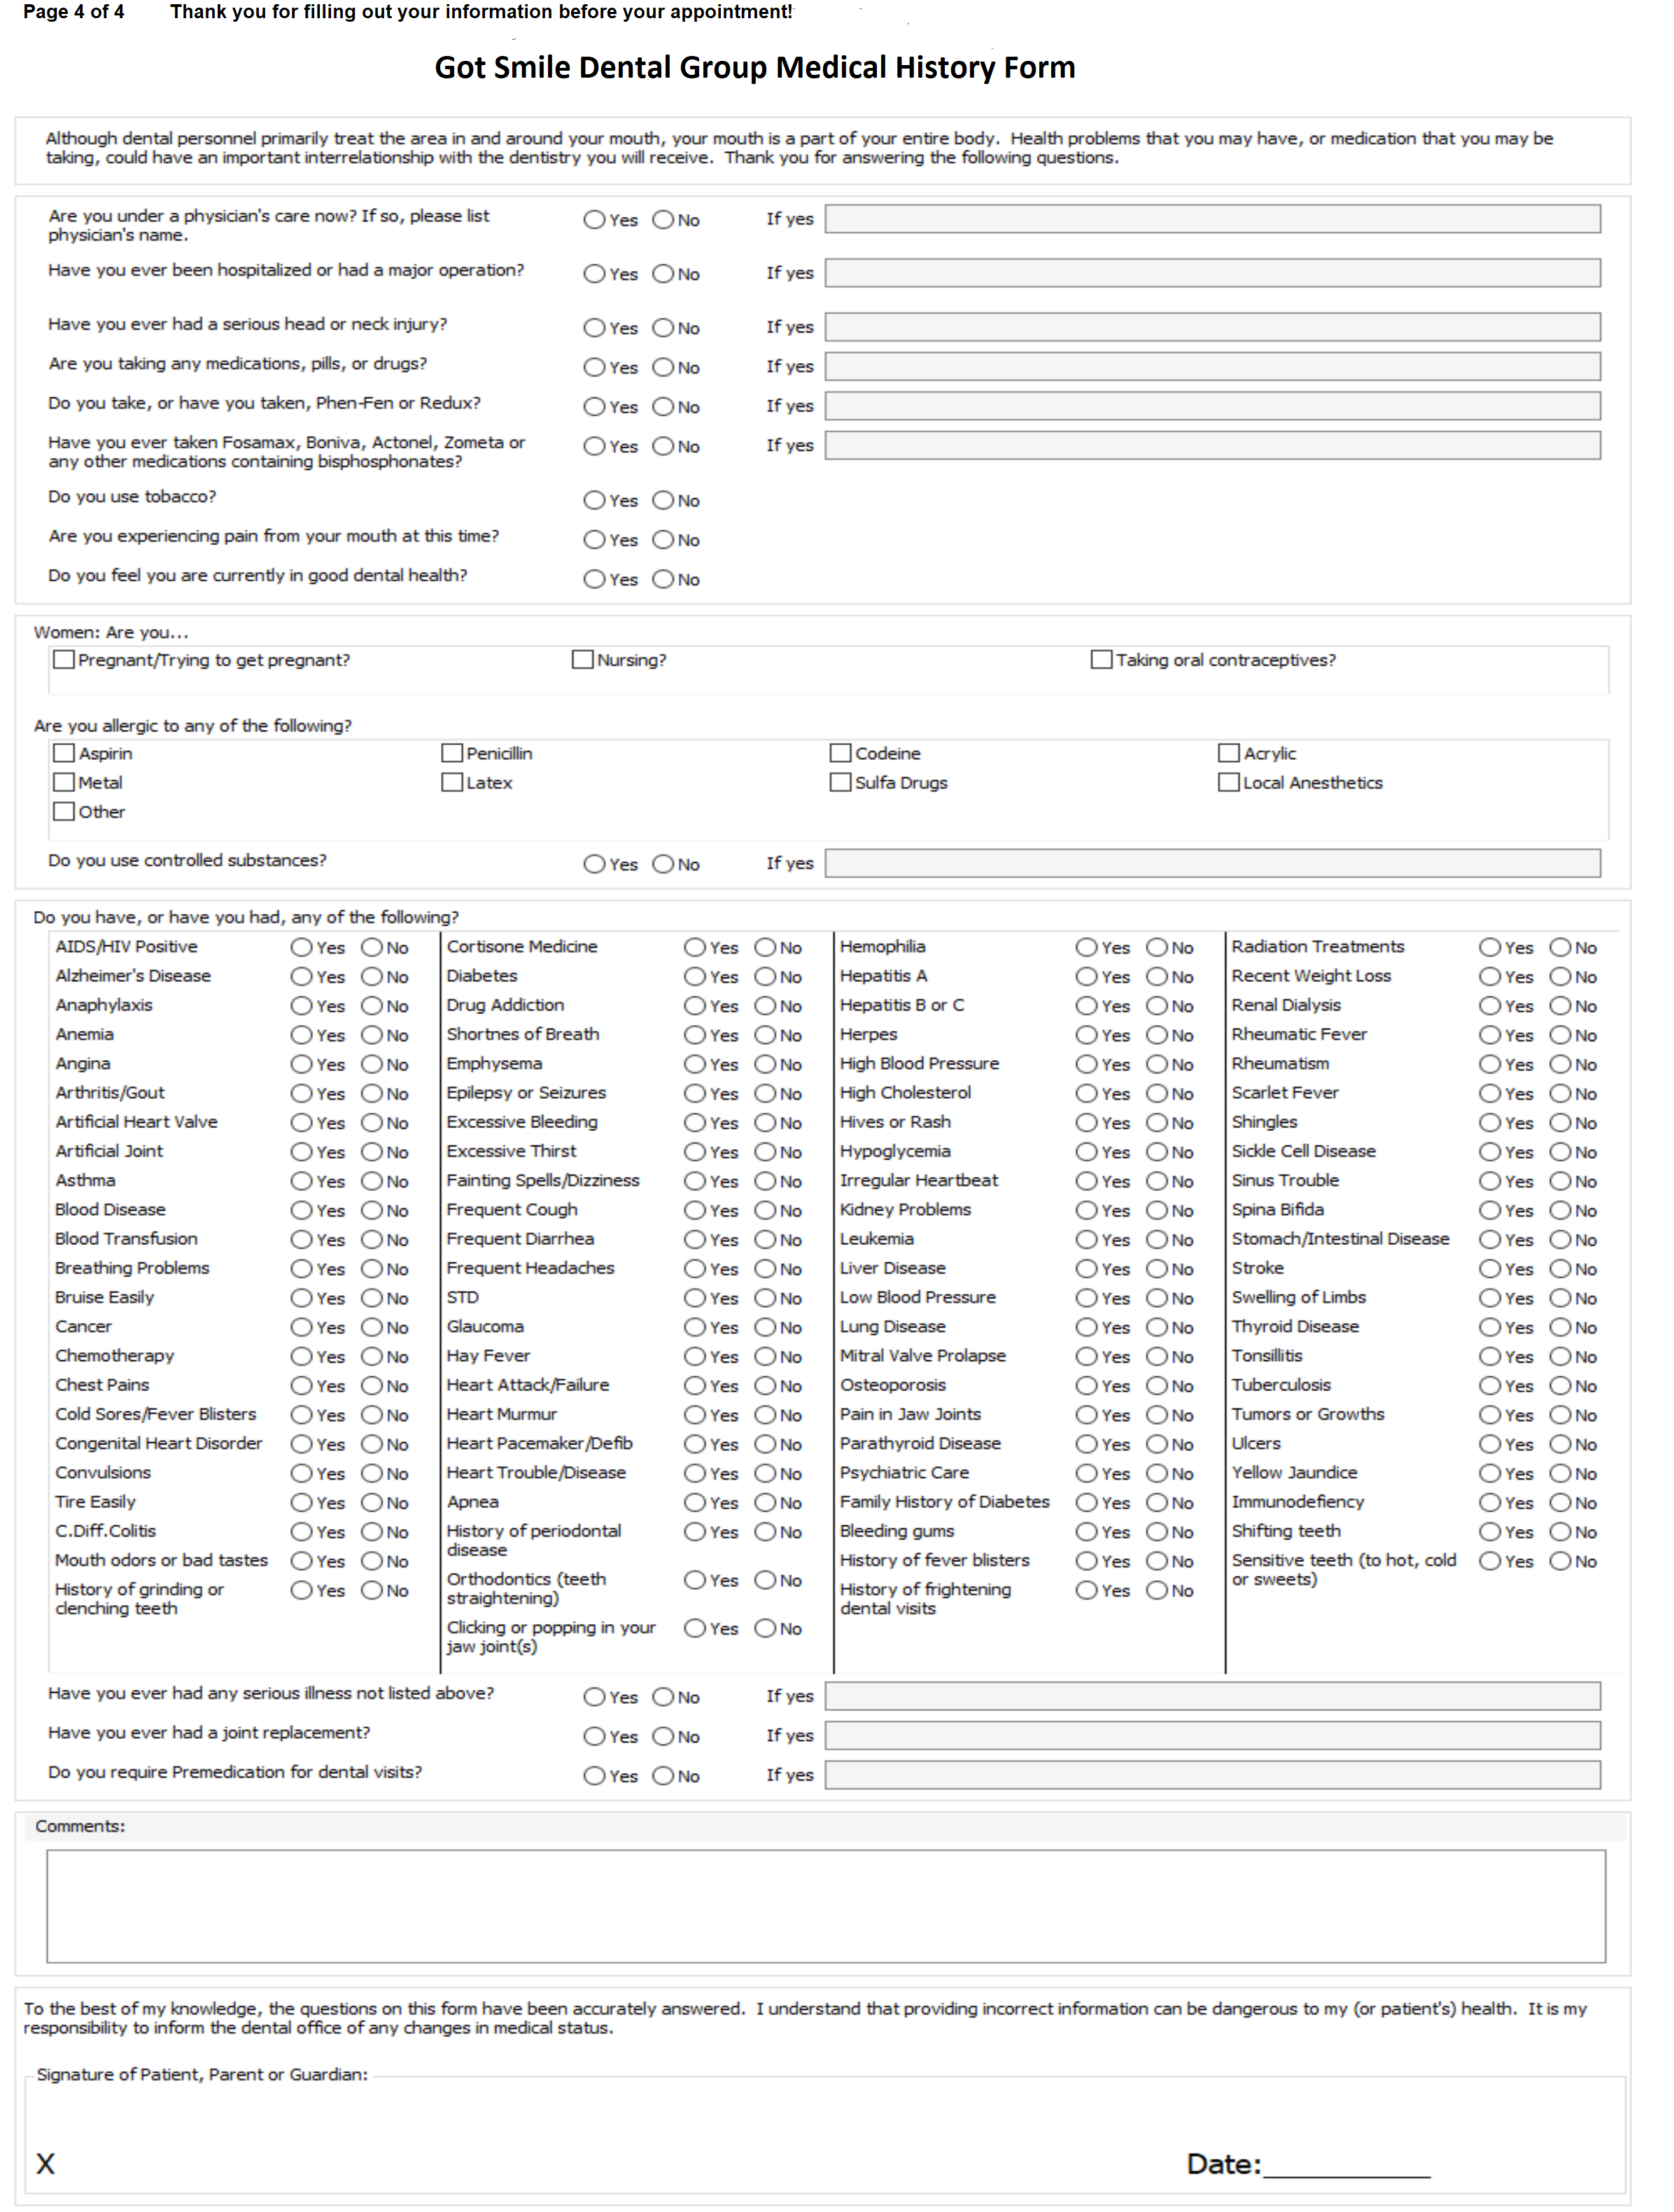 Page 4 of 4 Thank you for filling out your information before your appointment!
Got Smile Dental Group Medical History Form
Although dental personnel primarily treat the area in and around your mouth, your mouth is a part of your entire body. Health problems that you may have, or medication that you may be
taking, could have an important interrelationship with the dentistry you will receive. Thank you for answering the following questions.
Are you under a physician's care now? If so, please list Yes No If yes
physician's name.
Have you ever been hospitalized or had a major operation? Yes No If yes
Have you ever had a serious head or neck injury? Yes No If yes
Are you taking any medications, pills, or drugs? Yes No If yes
Do you take, or have you taken, Phen-Fen or Redux? Yes No If yes
Have you ever taken Fosamax, Boniva, Actonel, Zometa or Yes No If yes
any other medications containing bisphosphonates?
Do you use tobacco? Yes No
Are you experiencing pain from your mouth at this time? Yes No
Do you feel you are currently in good dental health? Yes No
Women: Are you...
Pregnant/Trying to get pregnant? Nursing? Taking oral contraceptives?
Are you allergic to any of the following?
Aspirin Penicillin Codeine Acrylic
Metal Latex Sulfa Drugs Local Anesthetics
Other
Do you use controlled substances? Yes No If yes
Do you have, or have you had, any of the following?
AIDS/HIV Positive Yes No Cortisone Medicine Yes No Hemophilia Yes No Radiation Treatments Yes No
Alzheimer's Disease Yes No Diabetes Yes No Hepatitis A Yes No Recent Weight Loss Yes No
Anaphylaxis Yes No Drug Addiction Yes No Hepatitis B or C Yes No Renal Dialysis Yes No
Anemia Yes No Shortnes of Breath Yes No Herpes Yes No Rheumatic Fever Yes No
Angina Yes No Emphysema Yes No High Blood Pressure Yes No Rheumatism Yes No
Arthritis/Gout Yes No Epilepsy or Seizures Yes No High Cholesterol Yes No Scarlet Fever Yes No
Artificial Heart Valve Yes No Excessive Bleeding Yes No Hives or Rash Yes No Shingles Yes No
Artificial Joint Yes No Excessive Thirst Yes No Hypoglycemia Yes No Sickle Cell Disease Yes No
Asthma Yes No Fainting Spells/Dizziness Yes No Irregular Heartbeat Yes No Sinus Trouble Yes No
Blood Disease Yes No Frequent Cough Yes No Kidney Problems Yes No Spina Bifida Yes No
Blood Transfusion Yes No Frequent Diarrhea Yes No Leukemia Yes No Stomach/Intestinal Disease Yes No
Breathing Problems Yes No Frequent Headaches Yes No Liver Disease Yes No Stroke Yes No
Bruise Easily Yes No STD Yes No Low Blood Pressure Yes No Swelling of Limbs Yes No
Cancer Yes No Glaucoma Yes No Lung Disease Yes No Thyroid Disease Yes No
Chemotherapy Yes No Hay Fever Yes No Mitral Valve Prolapse Yes No Tonsillitis Yes No
Chest Pains Yes No Heart Attack/Failure Yes No Osteoporosis Yes No Tuberculosis Yes No
Cold Sores/Fever Blisters Yes No Heart Murmur Yes No Pain in Jaw Joints Yes No Tumors or Growths Yes No
Congenital Heart Disorder Yes No Heart Pacemaker/Defib Yes No Parathyroid Disease Yes No Ulcers Yes No
Convulsions Yes No Heart Trouble/Disease Yes No Psychiatric Care Yes No Yellow Jaundice Yes No
Tire Easily Yes No Apnea Yes No Family History of Diabetes Yes No Immunodefiency Yes No
C.Diff.Colitis Yes No History of periodontal Yes No Bleeding gums Yes No Shifting teeth Yes No
disease
Mouth odors or bad tastes Yes No History of fever blisters Yes No Sensitive teeth (to hot, cold Yes No
or sweets)
Orthodontics (teeth Yes No
straightening)
History of grinding or Yes No History of frightening Yes No
clenching teeth dental visits
Clicking or popping in your Yes No
jaw joint(s)
Have you ever had any serious illness not listed above? Yes No If yes
Have you ever had a joint replacement? Yes No If yes
Do you require Premedication for dental visits? Yes No If yes
Comments:
To the best of my knowledge, the questions on this form have been accurately answered. I understand that providing incorrect information can be dangerous to my (or patient's) health. It is my
responsibility to inform the dental office of any changes in medical status.
Signature of Patient, Parent or Guardian:
X Date:___________